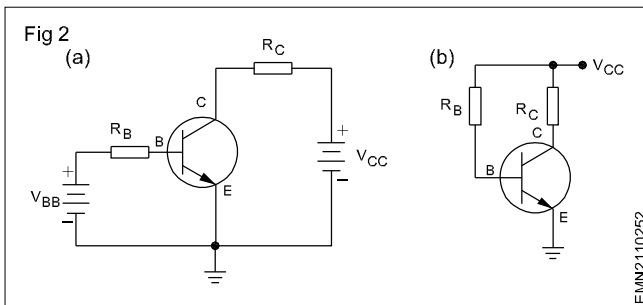 Fig 2
(a)
R_C
C
R_B
B
E
+
V_BB
–
+
V_CC
–
(b)
V_CC
R_B
R_C
C
B
E
EMN2110252